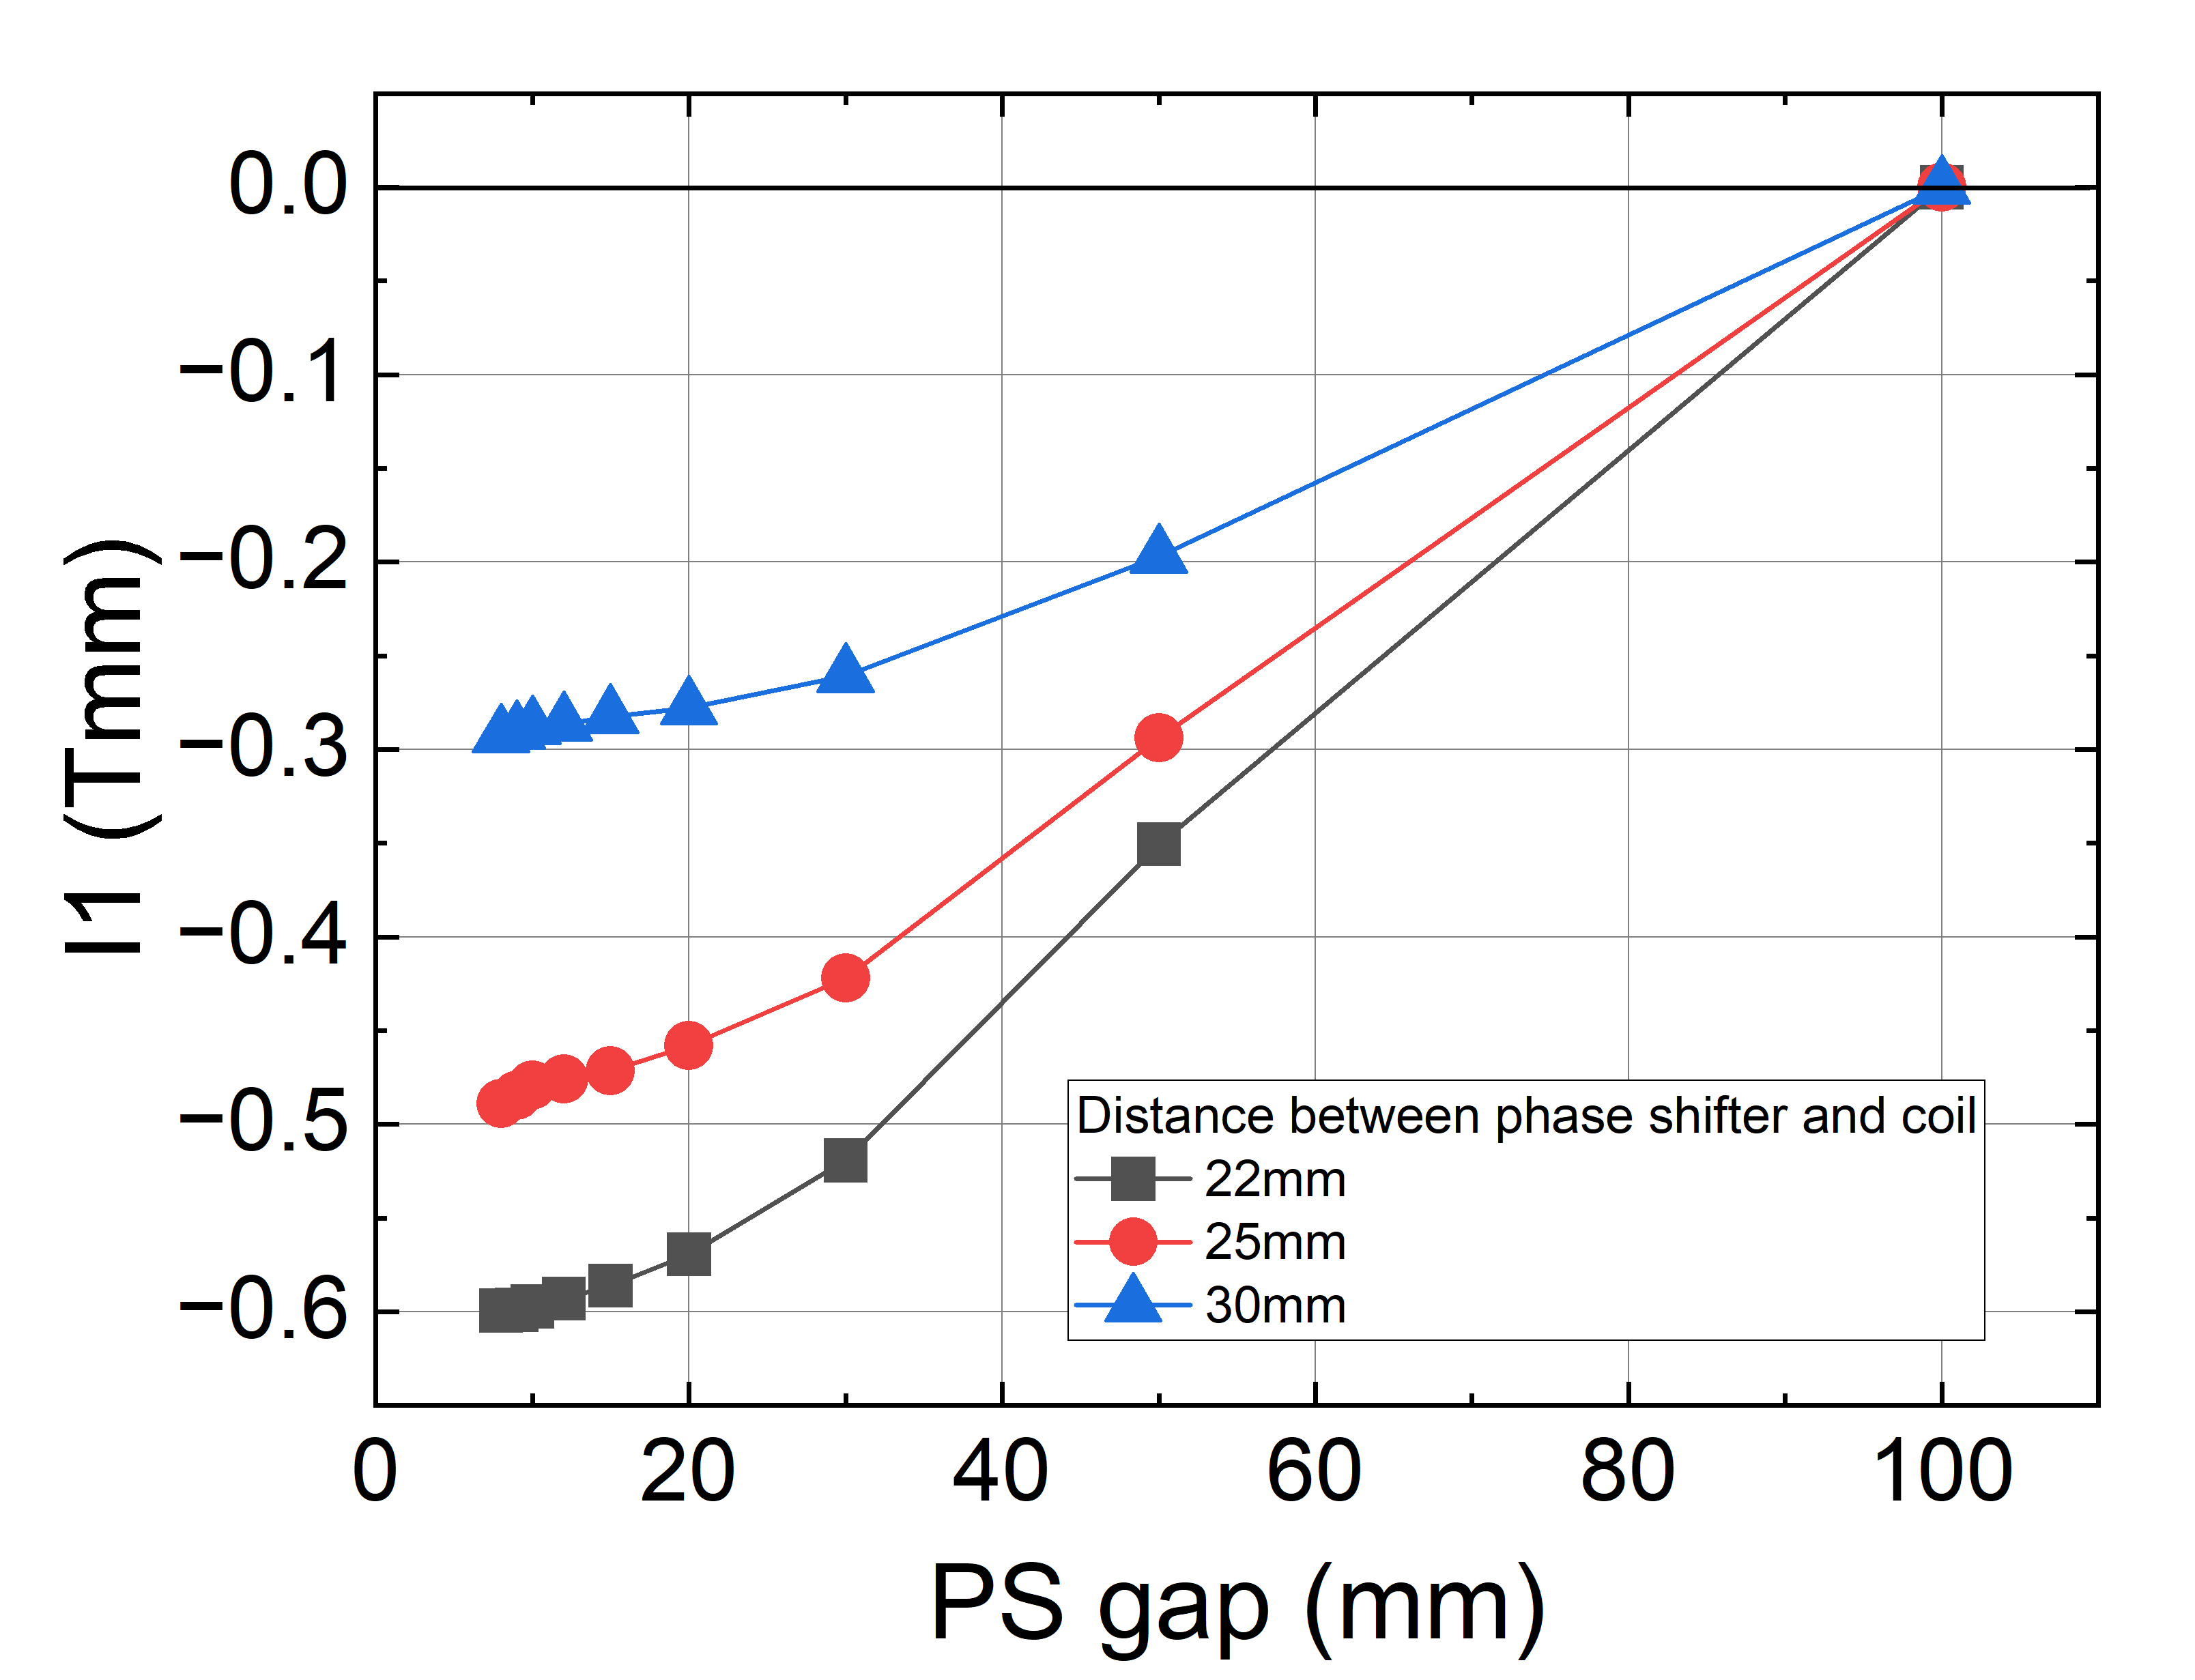 0.0
−0.1
−0.2
−0.3
−0.4
−0.5
−0.6
I1 (Tmm)
Distance between phase shifter and coil
22mm
25mm
30mm
0 20 40 60 80 100
PS gap (mm)